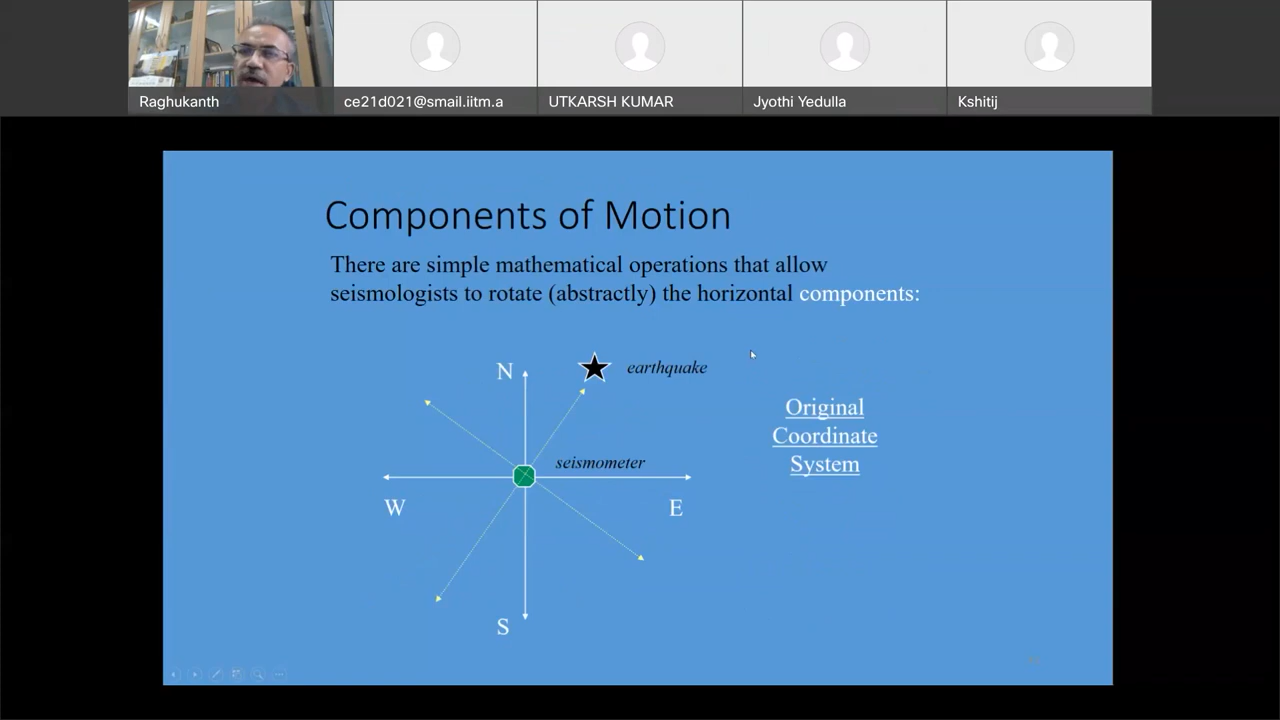 Raghukanth
ce21d021@smail.iitm.a
UTKARSH KUMAR
Jyothi Yedulla
Kshitij
Components of Motion
There are simple mathematical operations that allow
seismologists to rotate (abstractly) the horizontal components:
N
earthquake
Original
Coordinate
System
seismometer
W
E
S